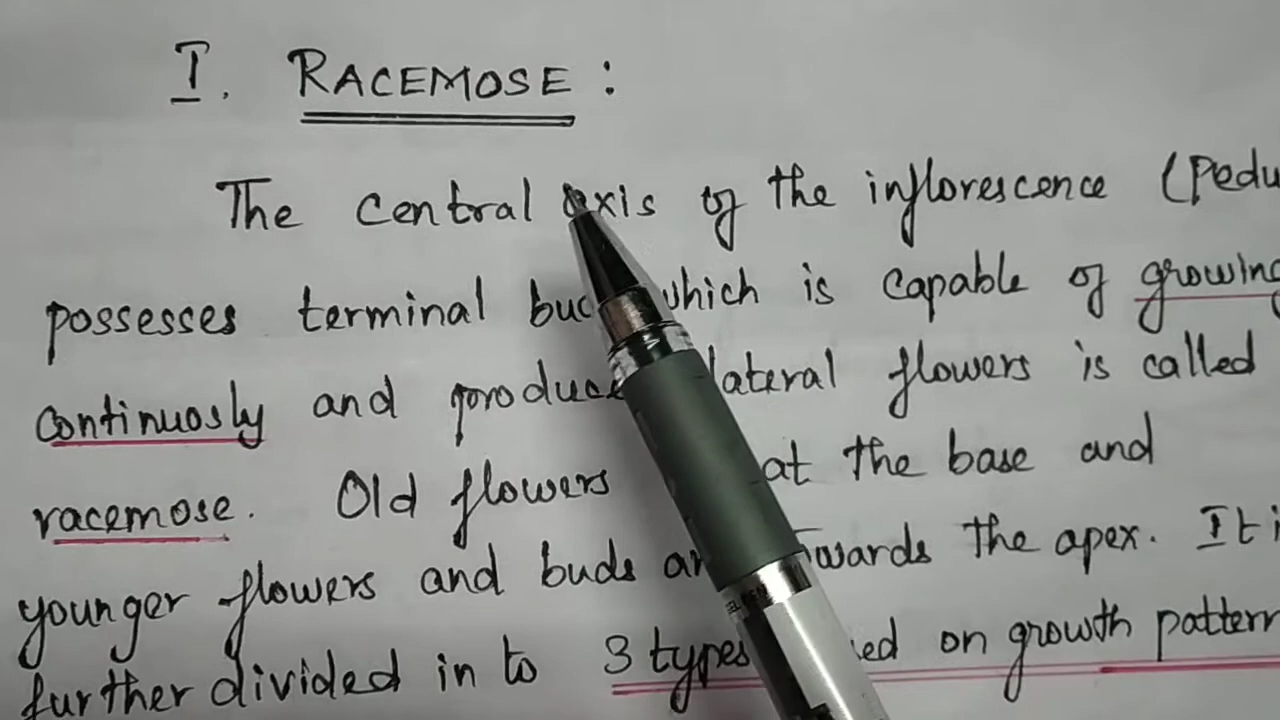 I. RACEMOSE :
The central axis of the inflorescence (Pedu
possesses terminal bud which is capable of growing
continuosly and produce lateral flowers is called
racemose. Old flowers at the base and
younger flowers and buds towards the apex. It i
further divided in to 3 types on growth pattern